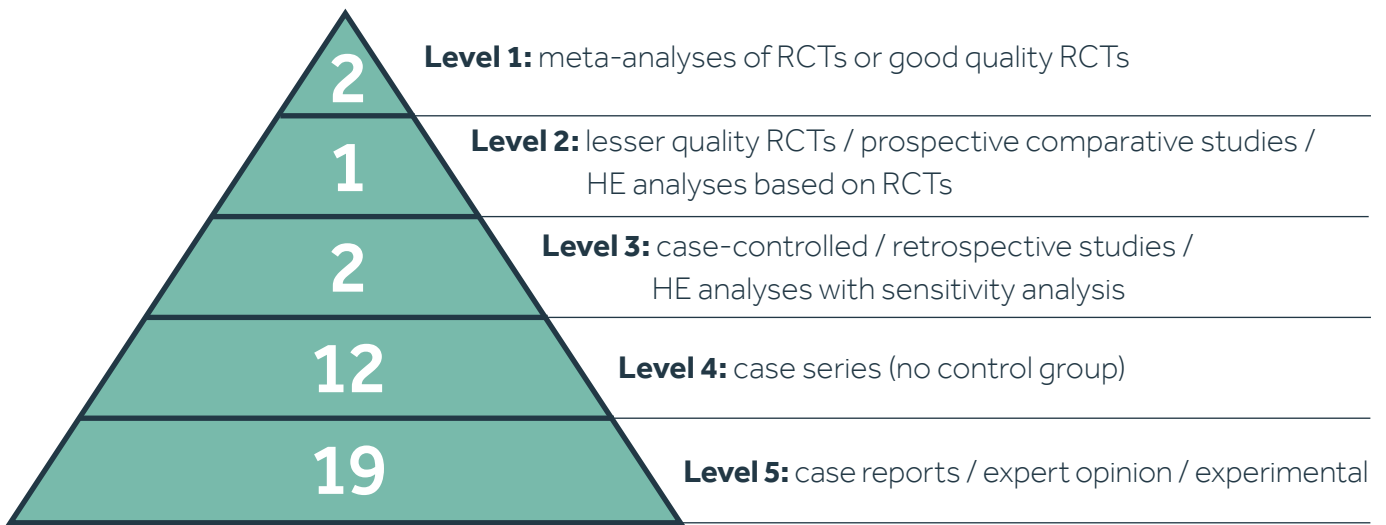 2
Level 1: meta-analyses of RCTs or good quality RCTs
1
Level 2: lesser quality RCTs / prospective comparative studies /
HE analyses based on RCTs
2
Level 3: case-controlled / retrospective studies /
HE analyses with sensitivity analysis
12
Level 4: case series (no control group)
19
Level 5: case reports / expert opinion / experimental